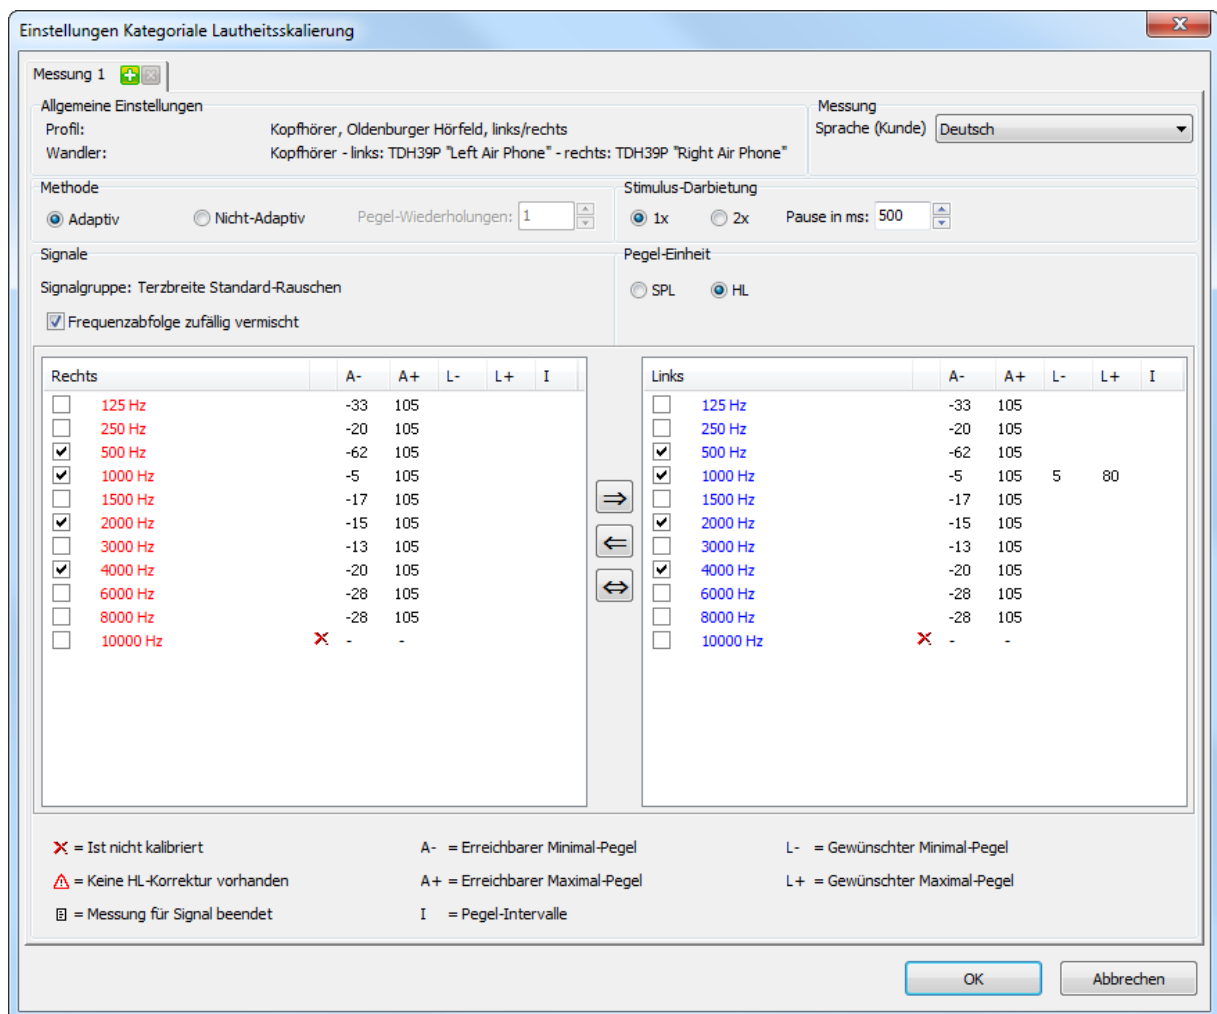 Einstellungen Kategoriale Lautheitsskalierung
Messung 1
Allgemeine Einstellungen
Profil: Kopfhörer, Oldenburger Hörfeld, links/rechts
Wandler: Kopfhörer - links: TDH39P "Left Air Phone" - rechts: TDH39P "Right Air Phone"
Messung
Sprache (Kunde) Deutsch
Methode
Adaptiv Nicht-Adaptiv Pegel-Wiederholungen: 1
Stimulus-Darbietung
1x 2x Pause in ms: 500
Signale
Signalgruppe: Terzbreite Standard-Rauschen
Frequenzabfolge zufällig vermischt
Pegel-Einheit
SPL HL
Rechts A- A+ L- L+ I
125 Hz -33 105
250 Hz -20 105
500 Hz -62 105
1000 Hz -5 105
1500 Hz -17 105
2000 Hz -15 105
3000 Hz -13 105
4000 Hz -20 105
6000 Hz -28 105
8000 Hz -28 105
10000 Hz - -
Links A- A+ L- L+ I
125 Hz -33 105
250 Hz -20 105
500 Hz -62 105
1000 Hz -5 105 5 80
1500 Hz -17 105
2000 Hz -15 105
3000 Hz -13 105
4000 Hz -20 105
6000 Hz -28 105
8000 Hz -28 105
10000 Hz - -
= Ist nicht kalibriert
= Keine HL-Korrektur vorhanden
= Messung für Signal beendet
A- = Erreichbarer Minimal-Pegel
A+ = Erreichbarer Maximal-Pegel
I = Pegel-Intervalle
L- = Gewünschter Minimal-Pegel
L+ = Gewünschter Maximal-Pegel
OK Abbrechen